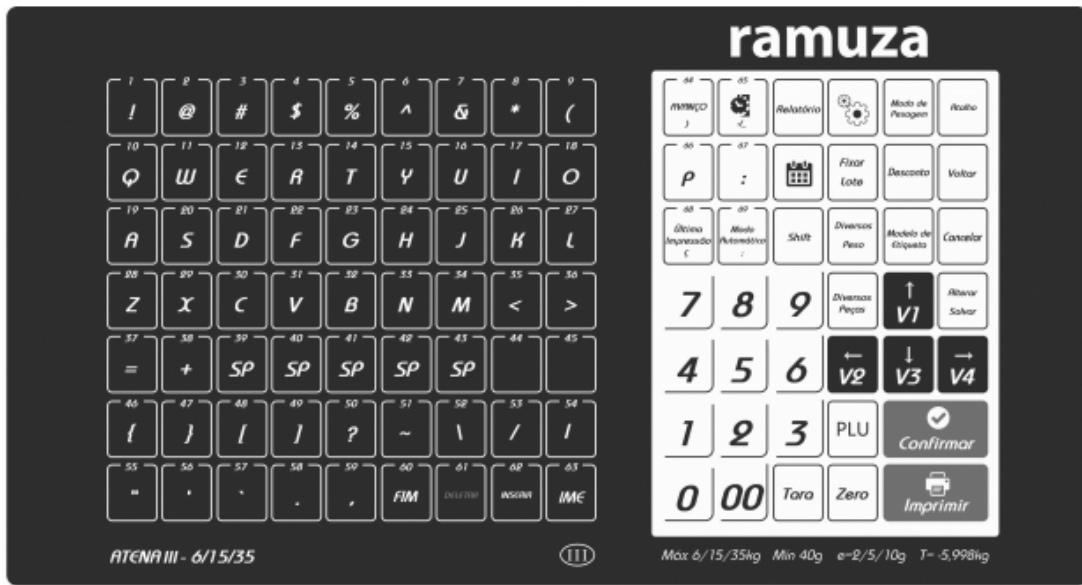 ramuza
1 2 3 4 5 6 7 8 9
! @ # $ % ^ & * (
10 11 12 13 14 15 16 17 18
Q W E R T Y U I O
19 20 21 22 23 24 25 26 27
A S D F G H J K L
28 29 30 31 32 33 34 35 36
Z X C V B N M < >
37 38 39 40 41 42 43 44 45
= + SP SP SP SP SP
46 47 48 49 50 51 52 53 54
{ } [ ] ? ~ \ / |
55 56 57 58 59 60 61 62 63
" ' ` . , FIM DELETAR INSERIR IME
ATENA III - 6/15/35
III
64 65
AVANÇO Relatório Modo de Pesagem Atalho
)
66 67
P : Fixar Lote Desconto Voltar
68 69
Última Impressão Modo Automático Shift Diversos Peso Modelo de Etiqueta Cancelar
Ç ;
7 8 9 Diversos Peças ↑ V1 Alterar Salvar
4 5 6 ← V2 ↓ V3 → V4
1 2 3 PLU Confirmar
0 00 Tara Zero Imprimir
Máx 6/15/35kg Min 40g e=2/5/10g T= -5,998kg